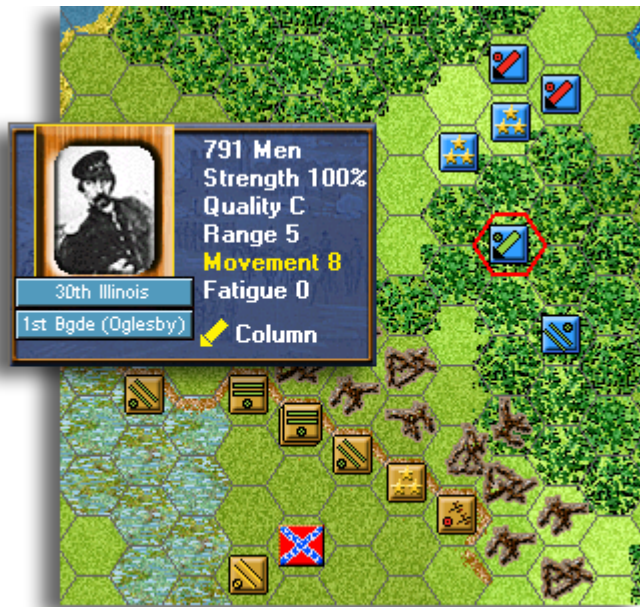 791 Men
Strength 100%
Quality C
Range 5
Movement 8
Fatigue 0
Column
30th Illinois
1st Bgde (Oglesby)